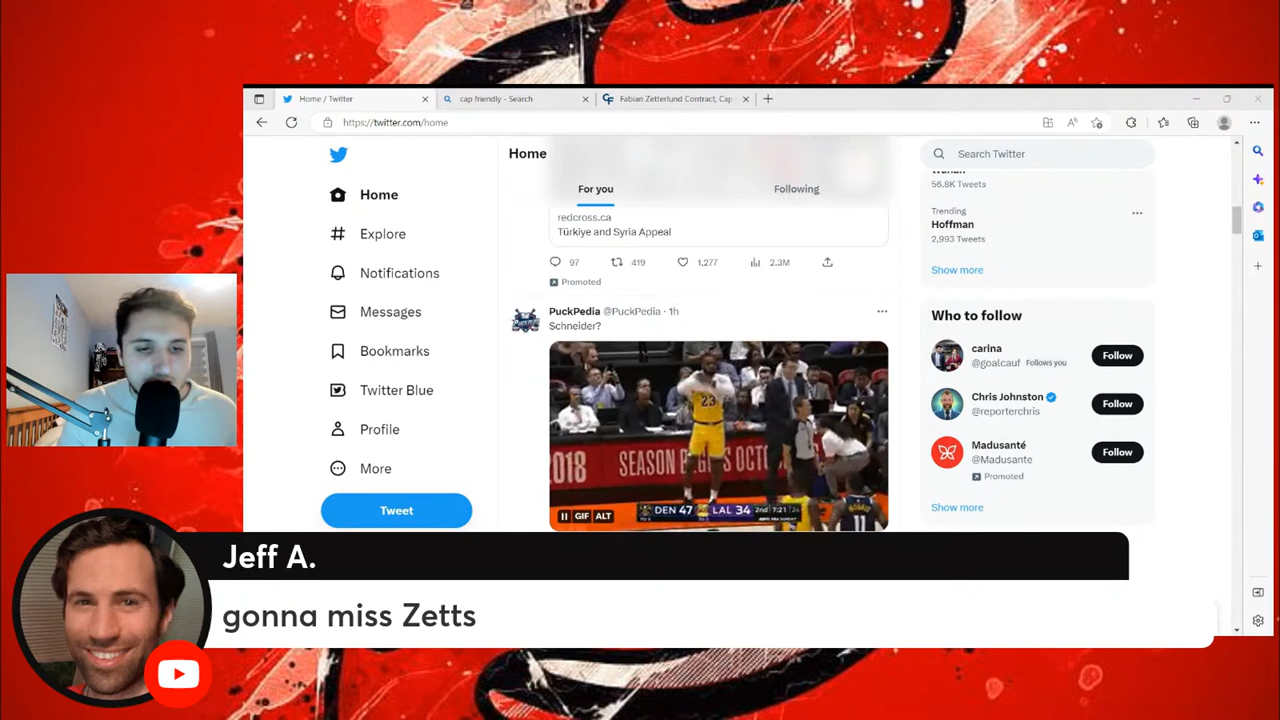 Home / Twitter
cap friendly - Search
Fabian Zetterlund Contract, Cap
https://twitter.com/home
Home
Explore
Notifications
Messages
Bookmarks
Twitter Blue
Profile
More
Tweet
Home
For you
Following
redcross.ca
Türkiye and Syria Appeal
97
419
1,277
2.3M
Promoted
PuckPedia @PuckPedia · 1h
Schneider?
23
2018 SEASON BEGINS OCTO
DEN 47 LAL 34 2nd 7:21
11
GIF ALT
Search Twitter
56.8K Tweets
Trending
Hoffman
2,993 Tweets
Show more
Who to follow
carina
@goalcauf Follows you
Follow
Chris Johnston
@reporterchris
Follow
Madusanté
@Madusante
Promoted
Follow
Show more
Jeff A.
gonna miss Zetts